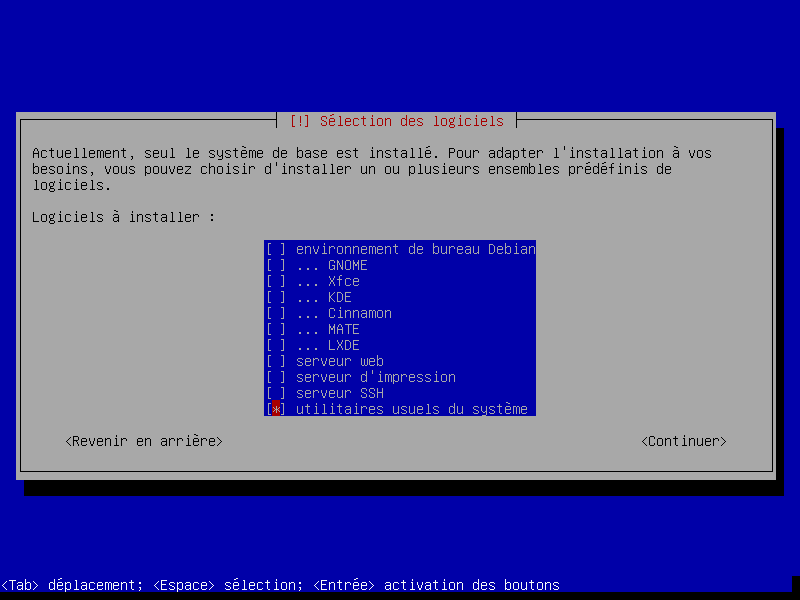 [!] Sélection des logiciels
Actuellement, seul le système de base est installé. Pour adapter l'installation à vos
besoins, vous pouvez choisir d'installer un ou plusieurs ensembles prédéfinis de
logiciels.
Logiciels à installer :
[ ] environnement de bureau Debian
[ ] ... GNOME
[ ] ... Xfce
[ ] ... KDE
[ ] ... Cinnamon
[ ] ... MATE
[ ] ... LXDE
[ ] serveur web
[ ] serveur d'impression
[ ] serveur SSH
[*] utilitaires usuels du système
<Revenir en arrière> <Continuer>
<Tab> déplacement; <Espace> sélection; <Entrée> activation des boutons